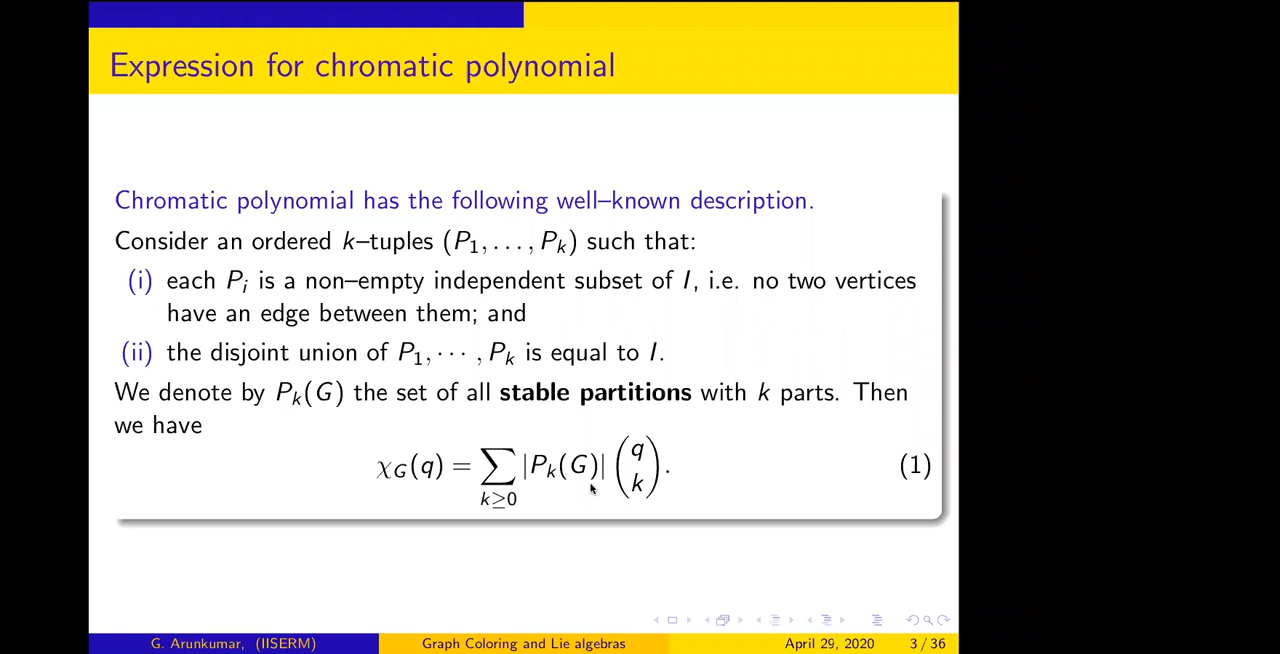 Expression for chromatic polynomial
Chromatic polynomial has the following well–known description.
Consider an ordered k–tuples (P₁, . . . , Pₖ) such that:
(i) each Pᵢ is a non–empty independent subset of I, i.e. no two vertices
have an edge between them; and
(ii) the disjoint union of P₁, · · · , Pₖ is equal to I.
We denote by Pₖ(G) the set of all stable partitions with k parts. Then
we have
χ_G(q) = ∑_{k≥0} |Pₖ(G)| \binom{q}{k}. (1)
G. Arunkumar, (IISERM) Graph Coloring and Lie algebras April 29, 2020 3 / 36